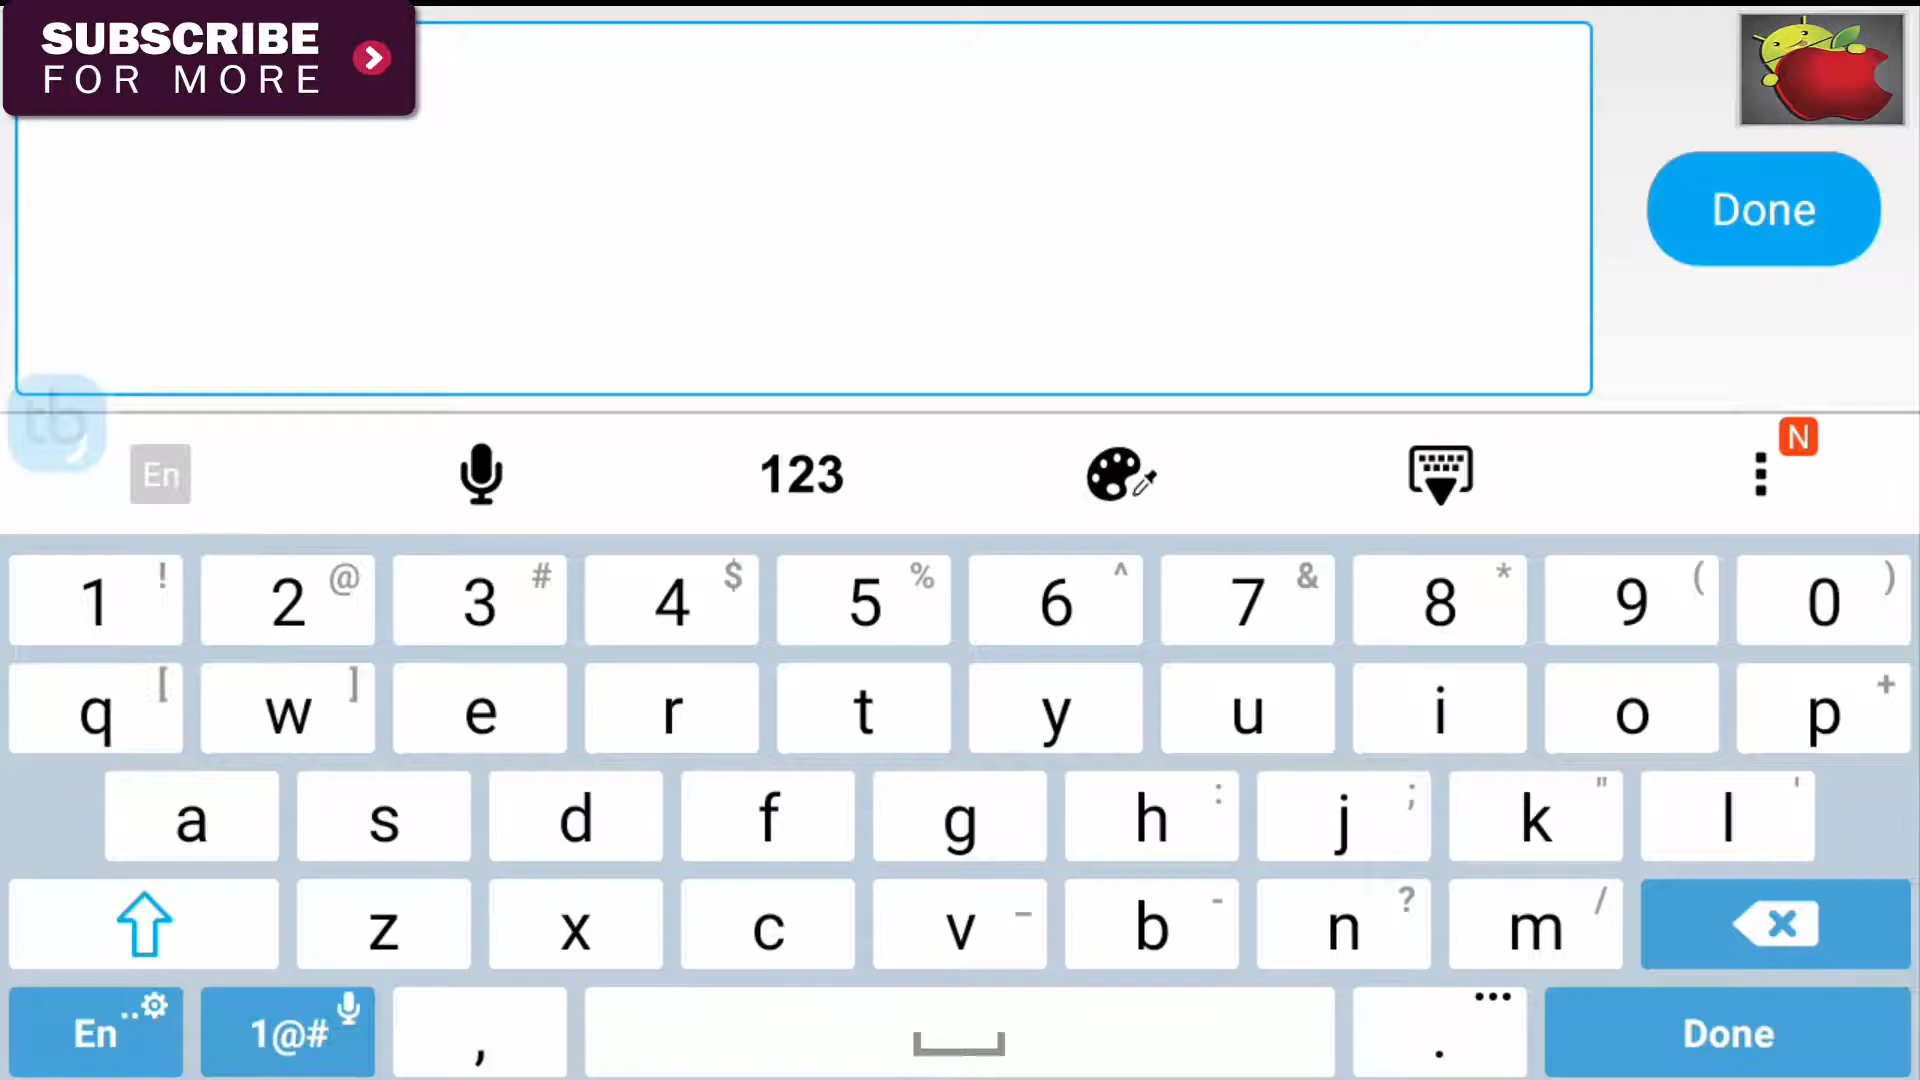 SUBSCRIBE
FOR MORE
Done
tb
En
123
N
1 ! 2 @ 3 # 4 $ 5 % 6 ^ 7 & 8 * 9 ( 0 )
q [ w ] e r t y u i o p +
a s d f g h : j ; k " l '
z x c v _ b - n ? m /
En 1@# , . Done